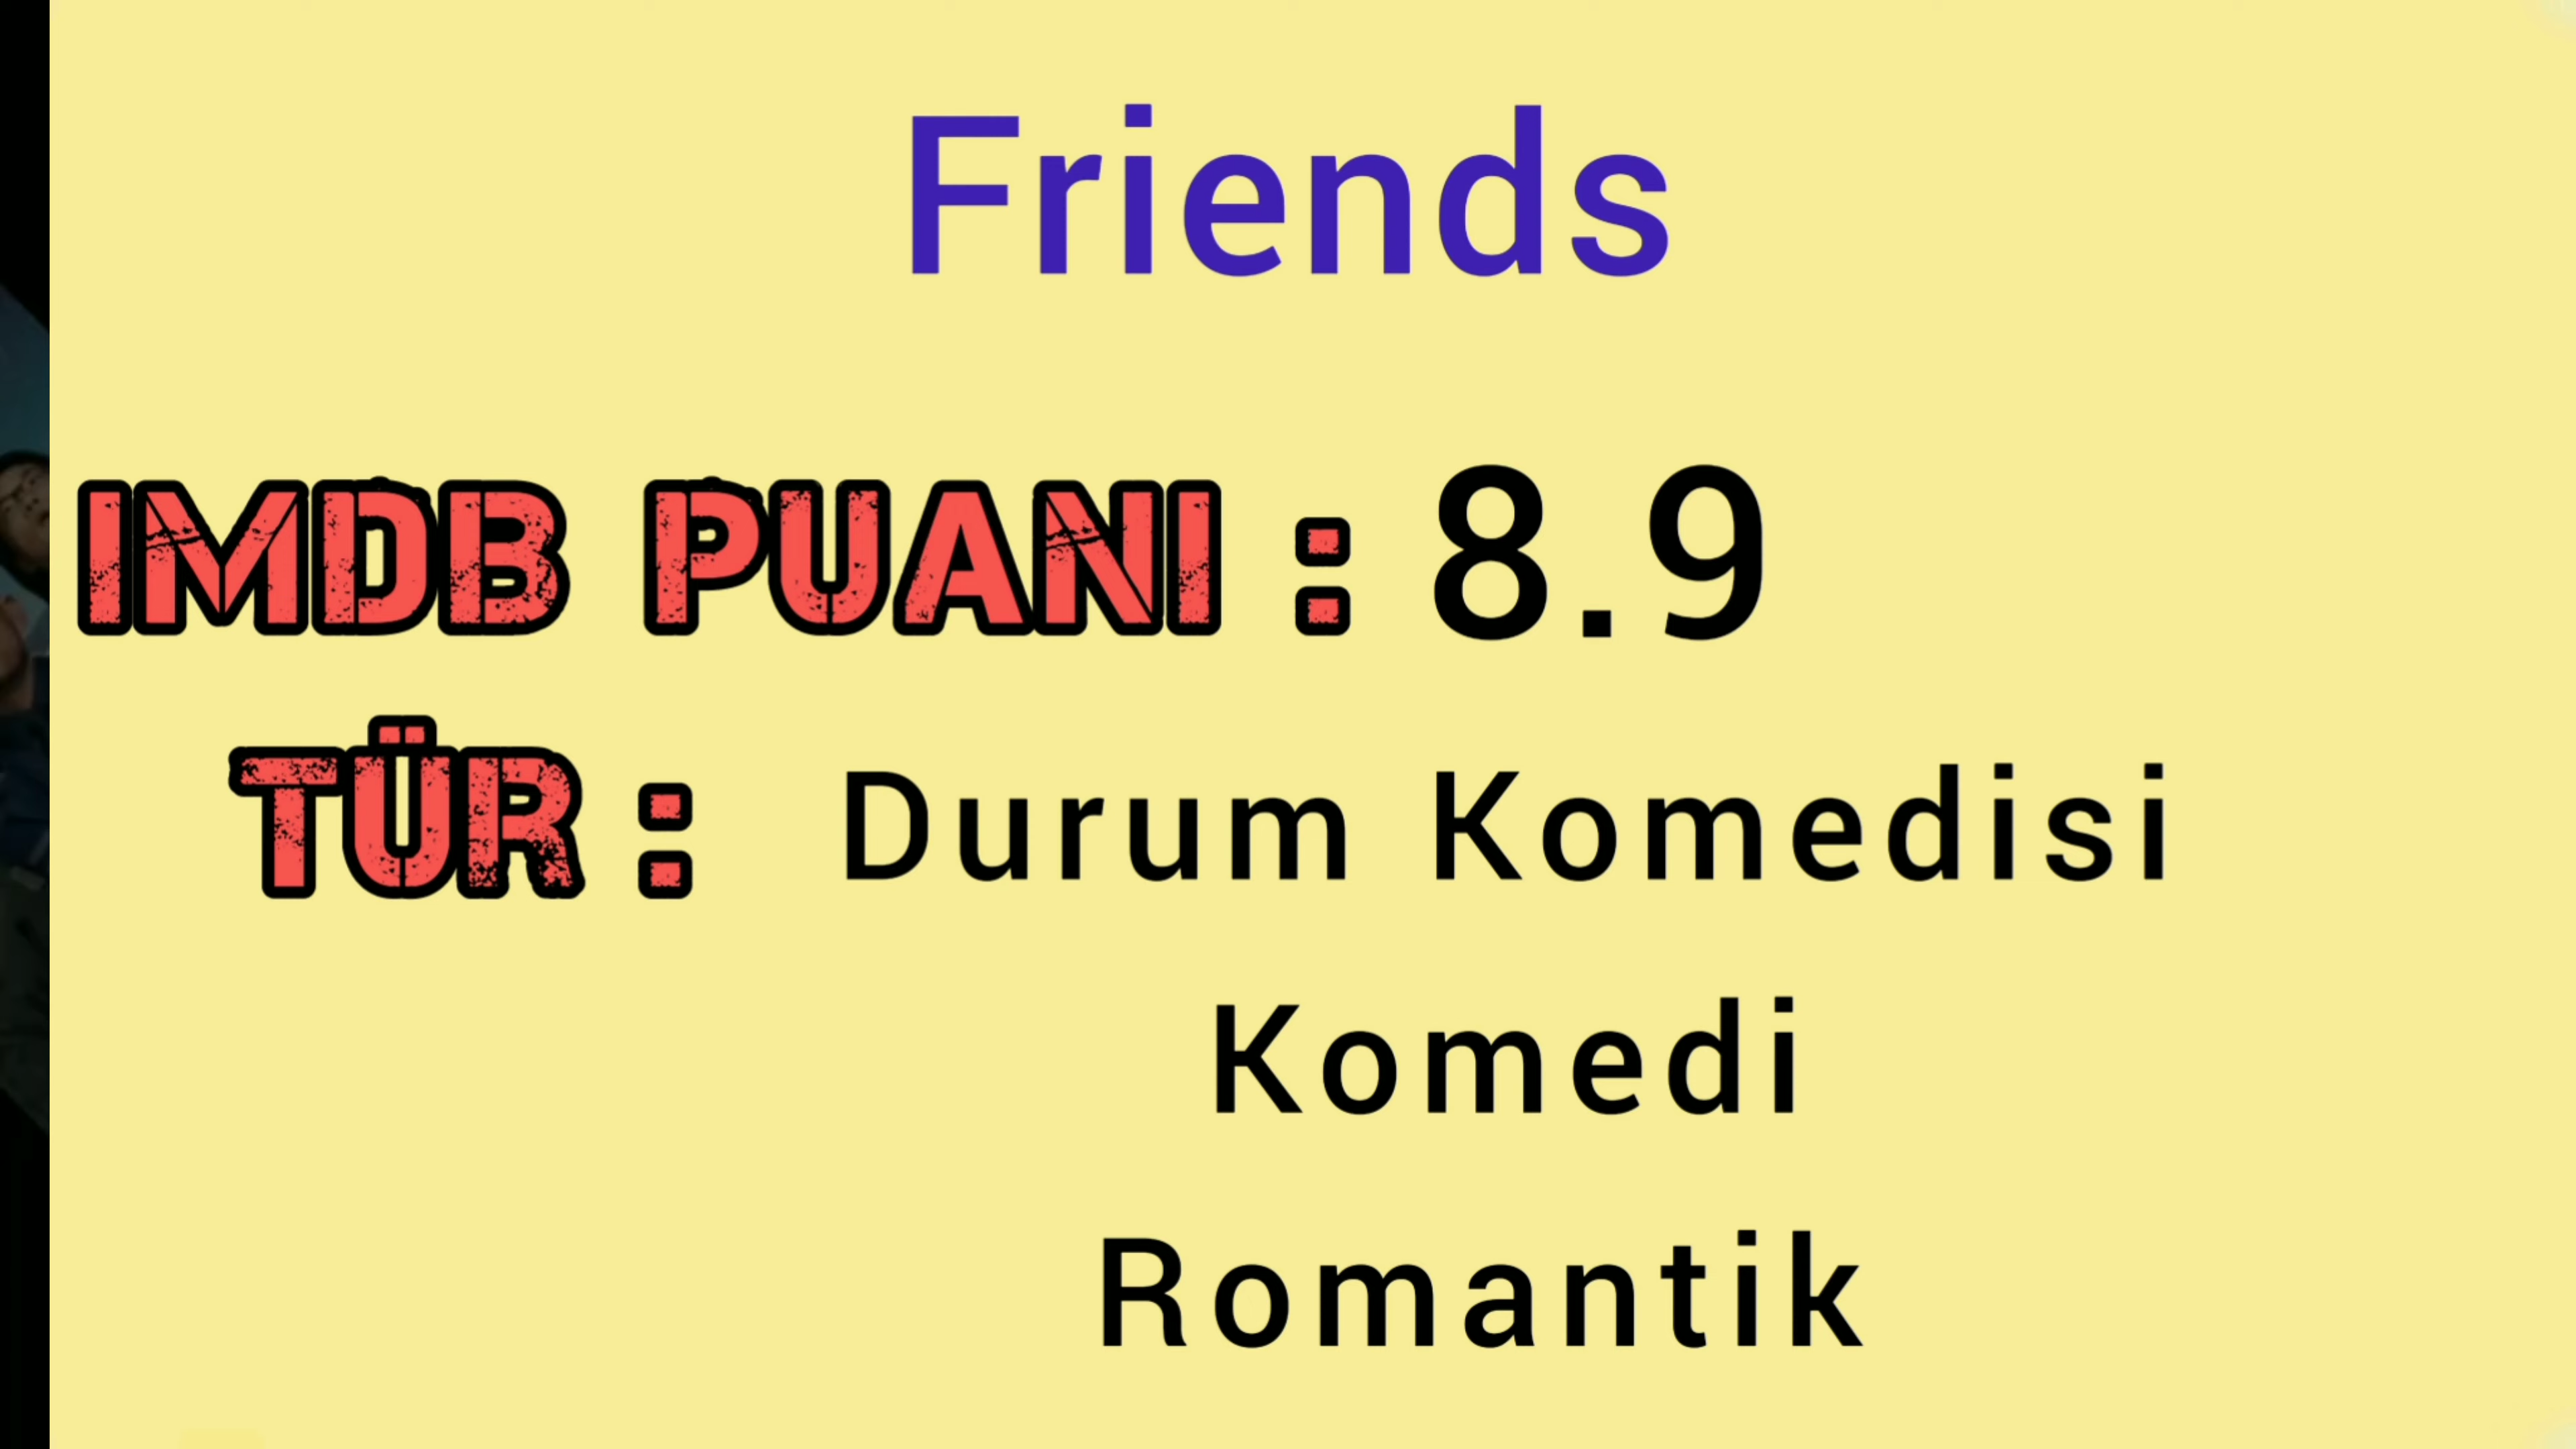 Friends
IMDB PUANI : 8.9
TÜR : Durum Komedisi
Komedi
Romantik